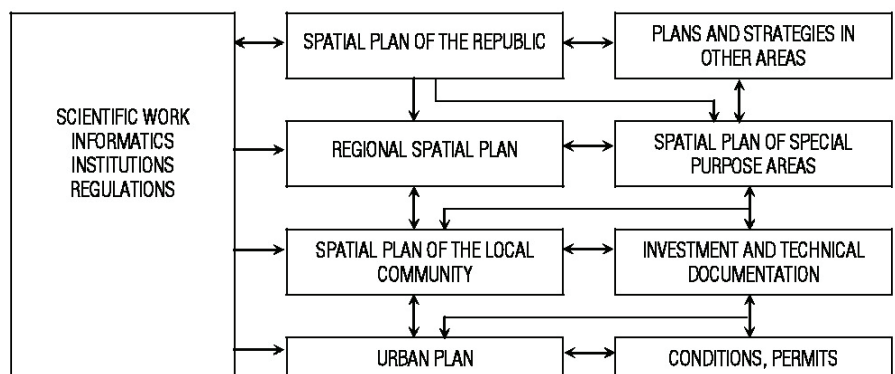 SCIENTIFIC WORK
INFORMATICS
INSTITUTIONS
REGULATIONS
SPATIAL PLAN OF THE REPUBLIC
PLANS AND STRATEGIES IN
OTHER AREAS
REGIONAL SPATIAL PLAN
SPATIAL PLAN OF SPECIAL
PURPOSE AREAS
SPATIAL PLAN OF THE LOCAL
COMMUNITY
INVESTMENT AND TECHNICAL
DOCUMENTATION
URBAN PLAN
CONDITIONS, PERMITS